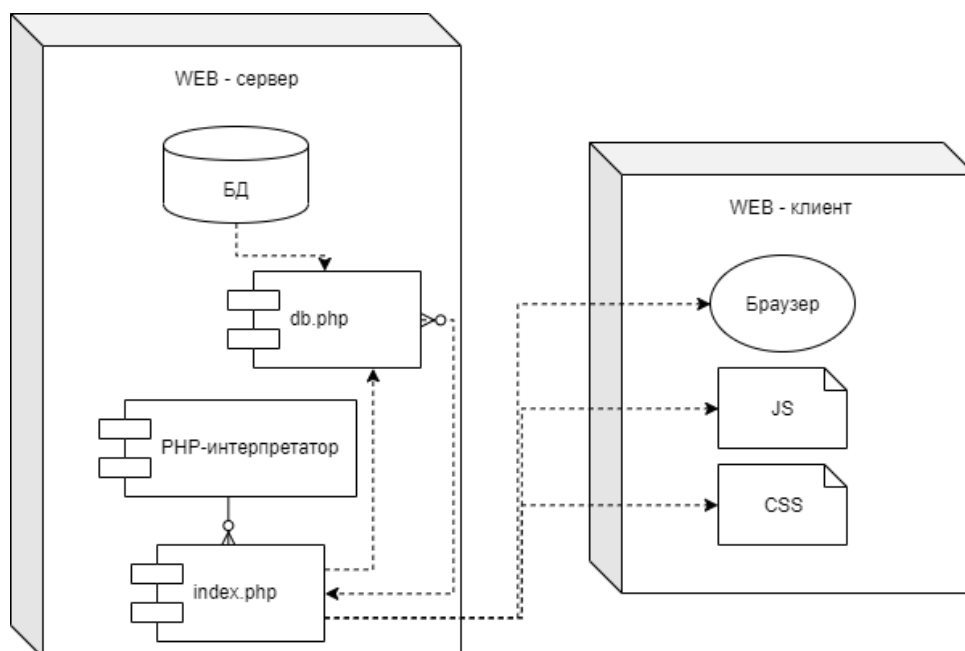 WEB - сервер
БД
db.php
PHP-интерпретатор
index.php
WEB - клиент
Браузер
JS
CSS